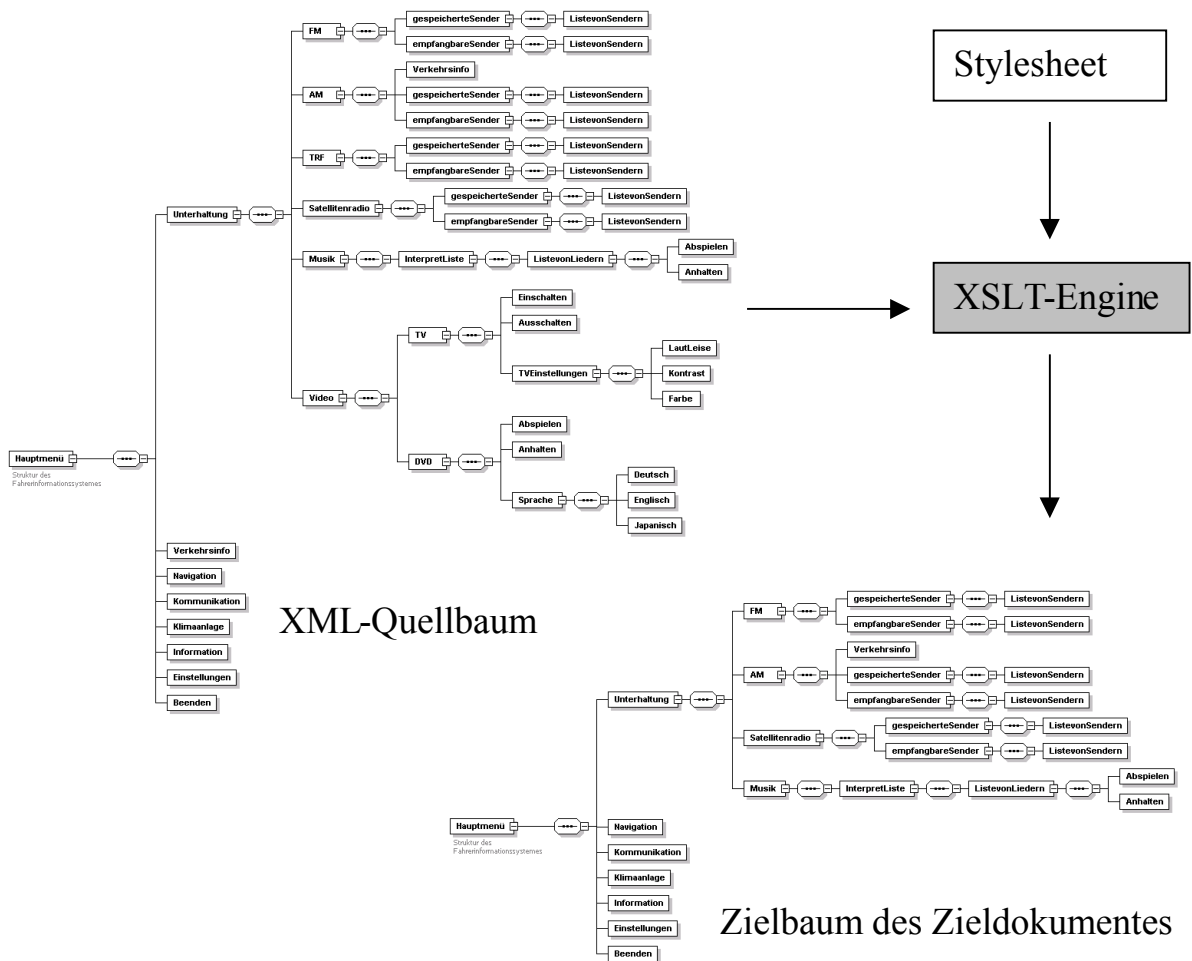 FM
gespeicherteSender
ListevonSendern
empfangbareSender
ListevonSendern
AM
Verkehrsinfo
gespeicherteSender
ListevonSendern
empfangbareSender
ListevonSendern
TRF
gespeicherteSender
ListevonSendern
empfangbareSender
ListevonSendern
Unterhaltung
Satellitenradio
gespeicherteSender
ListevonSendern
empfangbareSender
ListevonSendern
Musik
InterpretListe
ListevonLiedern
Abspielen
Anhalten
Video
TV
Einschalten
Ausschalten
TVEinstellungen
LautLeise
Kontrast
Farbe
DVD
Abspielen
Anhalten
Sprache
Deutsch
Englisch
Japanisch
Hauptmenü
Struktur des
Fahrerinformationssystemes
Verkehrsinfo
Navigation
Kommunikation
Klimaanlage
Information
Einstellungen
Beenden
XML-Quellbaum
Stylesheet
XSLT-Engine
FM
gespeicherteSender
ListevonSendern
empfangbareSender
ListevonSendern
AM
Verkehrsinfo
gespeicherteSender
ListevonSendern
empfangbareSender
ListevonSendern
Unterhaltung
Satellitenradio
gespeicherteSender
ListevonSendern
empfangbareSender
ListevonSendern
Musik
InterpretListe
ListevonLiedern
Abspielen
Anhalten
Hauptmenü
Struktur des
Fahrerinformationssystemes
Navigation
Kommunikation
Klimaanlage
Information
Einstellungen
Beenden
Zielbaum des Zieldokumentes